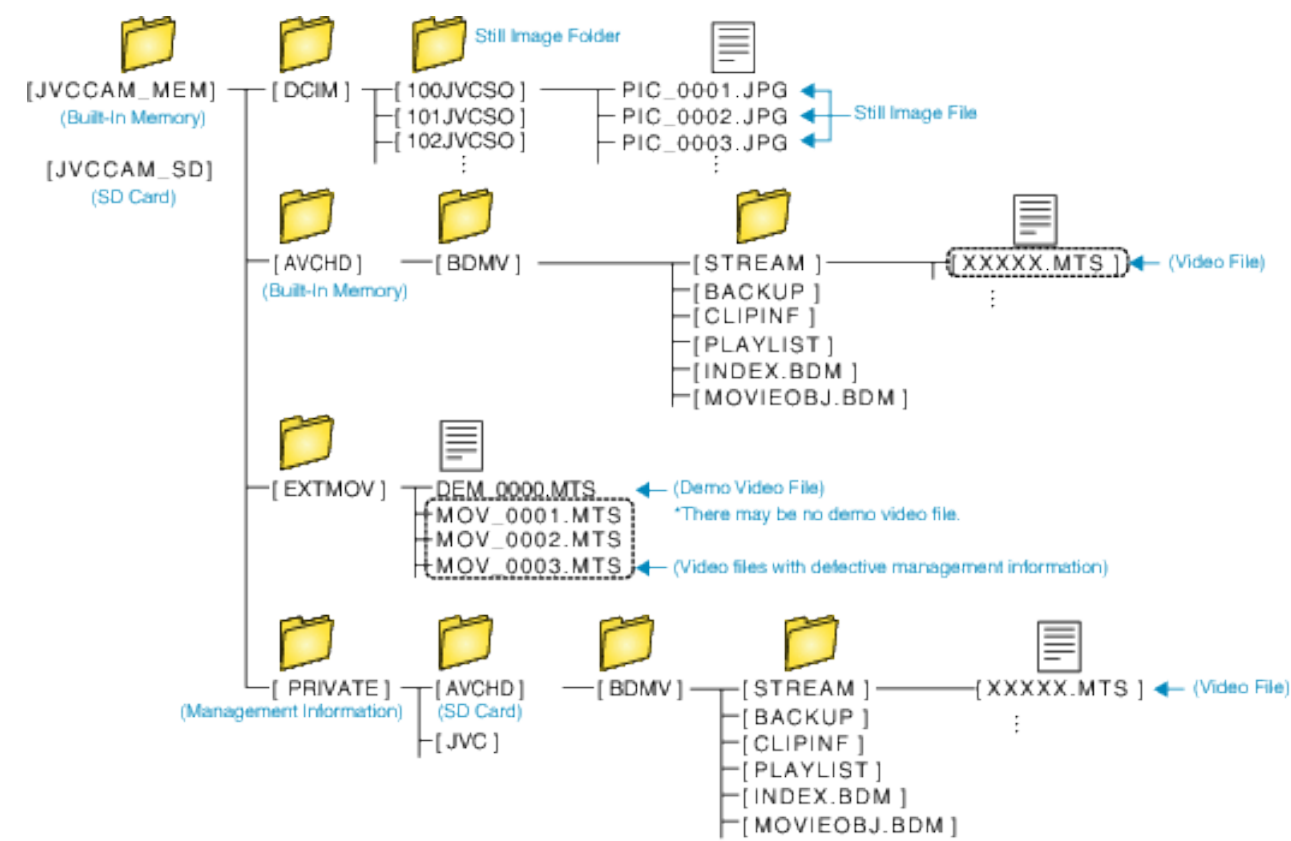 Still Image Folder
[JVCCAM_MEM] [DCIM] [100JVCSO] PIC_0001.JPG
(Built-In Memory) [101JVCSO] PIC_0002.JPG Still Image File
[102JVCSO] PIC_0003.JPG
[JVCCAM_SD]
(SD Card)
[AVCHD] [BDMV] [STREAM] [XXXXX.MTS] (Video File)
(Built-In Memory) [BACKUP]
[CLIPINF]
[PLAYLIST]
[INDEX.BDM]
[MOVIEOBJ.BDM]
[EXTMOV] DEM_0000.MTS (Demo Video File)
MOV_0001.MTS *There may be no demo video file.
MOV_0002.MTS
MOV_0003.MTS (Video files with defective management information)
[PRIVATE] [AVCHD] [BDMV] [STREAM] [XXXXX.MTS] (Video File)
(Management Information) (SD Card) [BACKUP]
[JVC] [CLIPINF]
[PLAYLIST]
[INDEX.BDM]
[MOVIEOBJ.BDM]